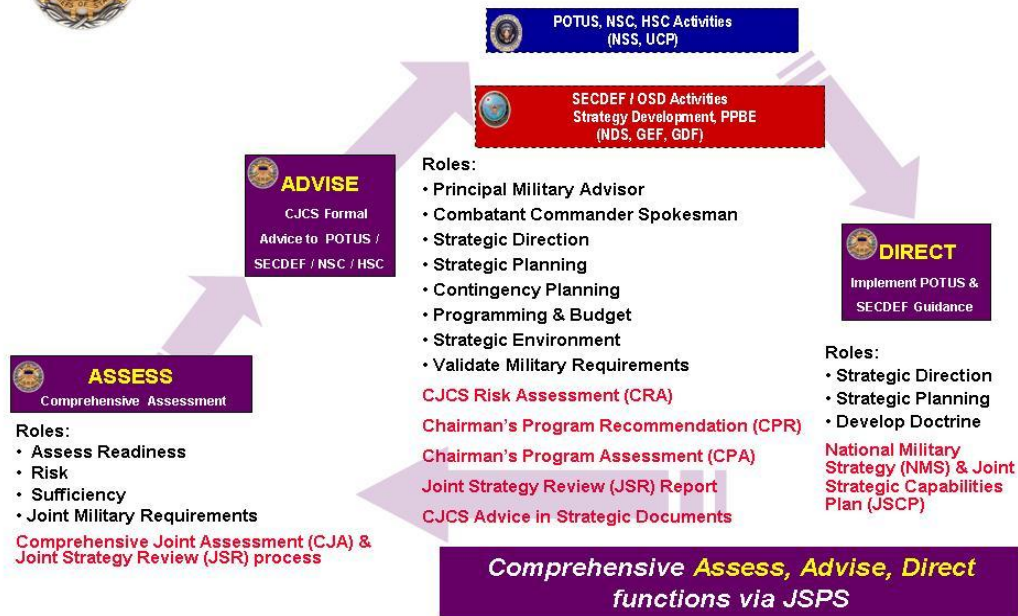 POTUS, NSC, HSC Activities
(NSS, UCP)
SECDEF / OSD Activities
Strategy Development, PPBE
(NDS, GEF, GDF)
ADVISE
CJCS Formal
Advice to POTUS /
SECDEF / NSC / HSC
Roles:
• Principal Military Advisor
• Combatant Commander Spokesman
• Strategic Direction
• Strategic Planning
• Contingency Planning
• Programming & Budget
• Strategic Environment
• Validate Military Requirements
CJCS Risk Assessment (CRA)
Chairman's Program Recommendation (CPR)
Chairman's Program Assessment (CPA)
Joint Strategy Review (JSR) Report
CJCS Advice in Strategic Documents
DIRECT
Implement POTUS &
SECDEF Guidance
Roles:
• Strategic Direction
• Strategic Planning
• Develop Doctrine
National Military
Strategy (NMS) & Joint
Strategic Capabilities
Plan (JSCP)
ASSESS
Comprehensive Assessment
Roles:
• Assess Readiness
• Risk
• Sufficiency
• Joint Military Requirements
Comprehensive Joint Assessment (CJA) &
Joint Strategy Review (JSR) process
Comprehensive Assess, Advise, Direct
functions via JSPS